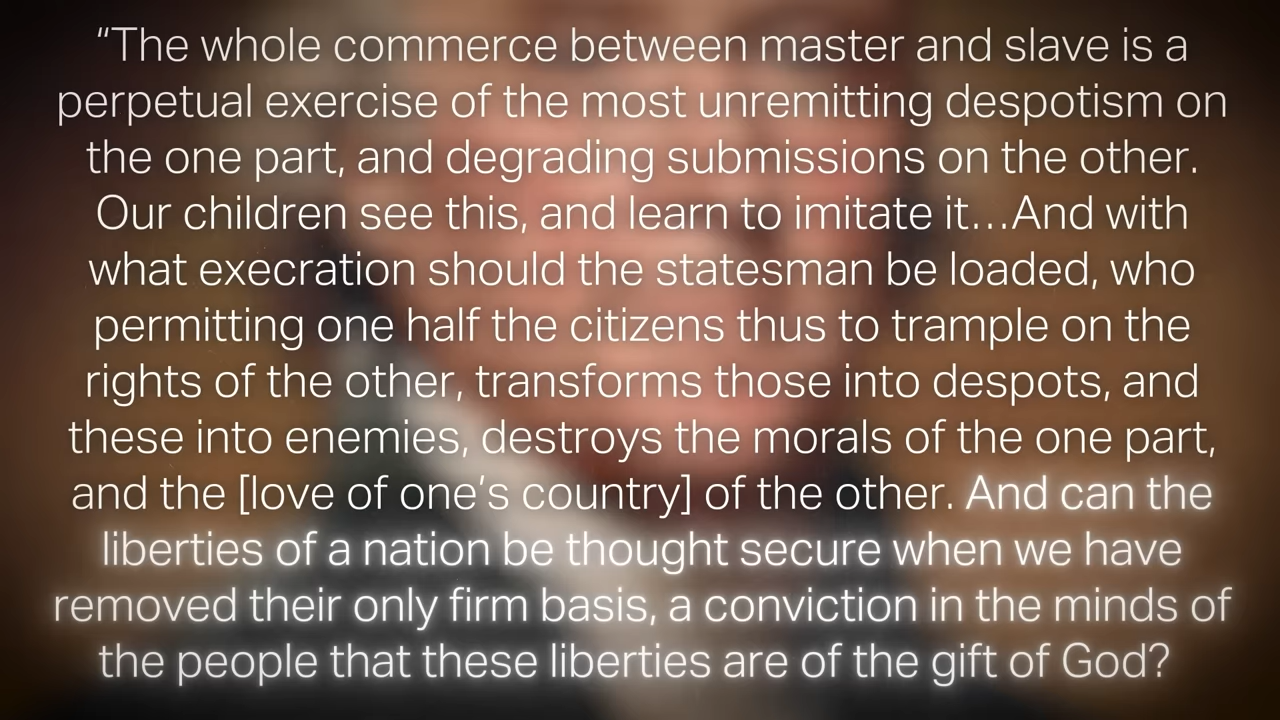 “The whole commerce between master and slave is a
perpetual exercise of the most unremitting despotism on
the one part, and degrading submissions on the other.
Our children see this, and learn to imitate it…And with
what execration should the statesman be loaded, who
permitting one half the citizens thus to trample on the
rights of the other, transforms those into despots, and
these into enemies, destroys the morals of the one part,
and the [love of one’s country] of the other. And can the
liberties of a nation be thought secure when we have
removed their only firm basis, a conviction in the minds of
the people that these liberties are of the gift of God?